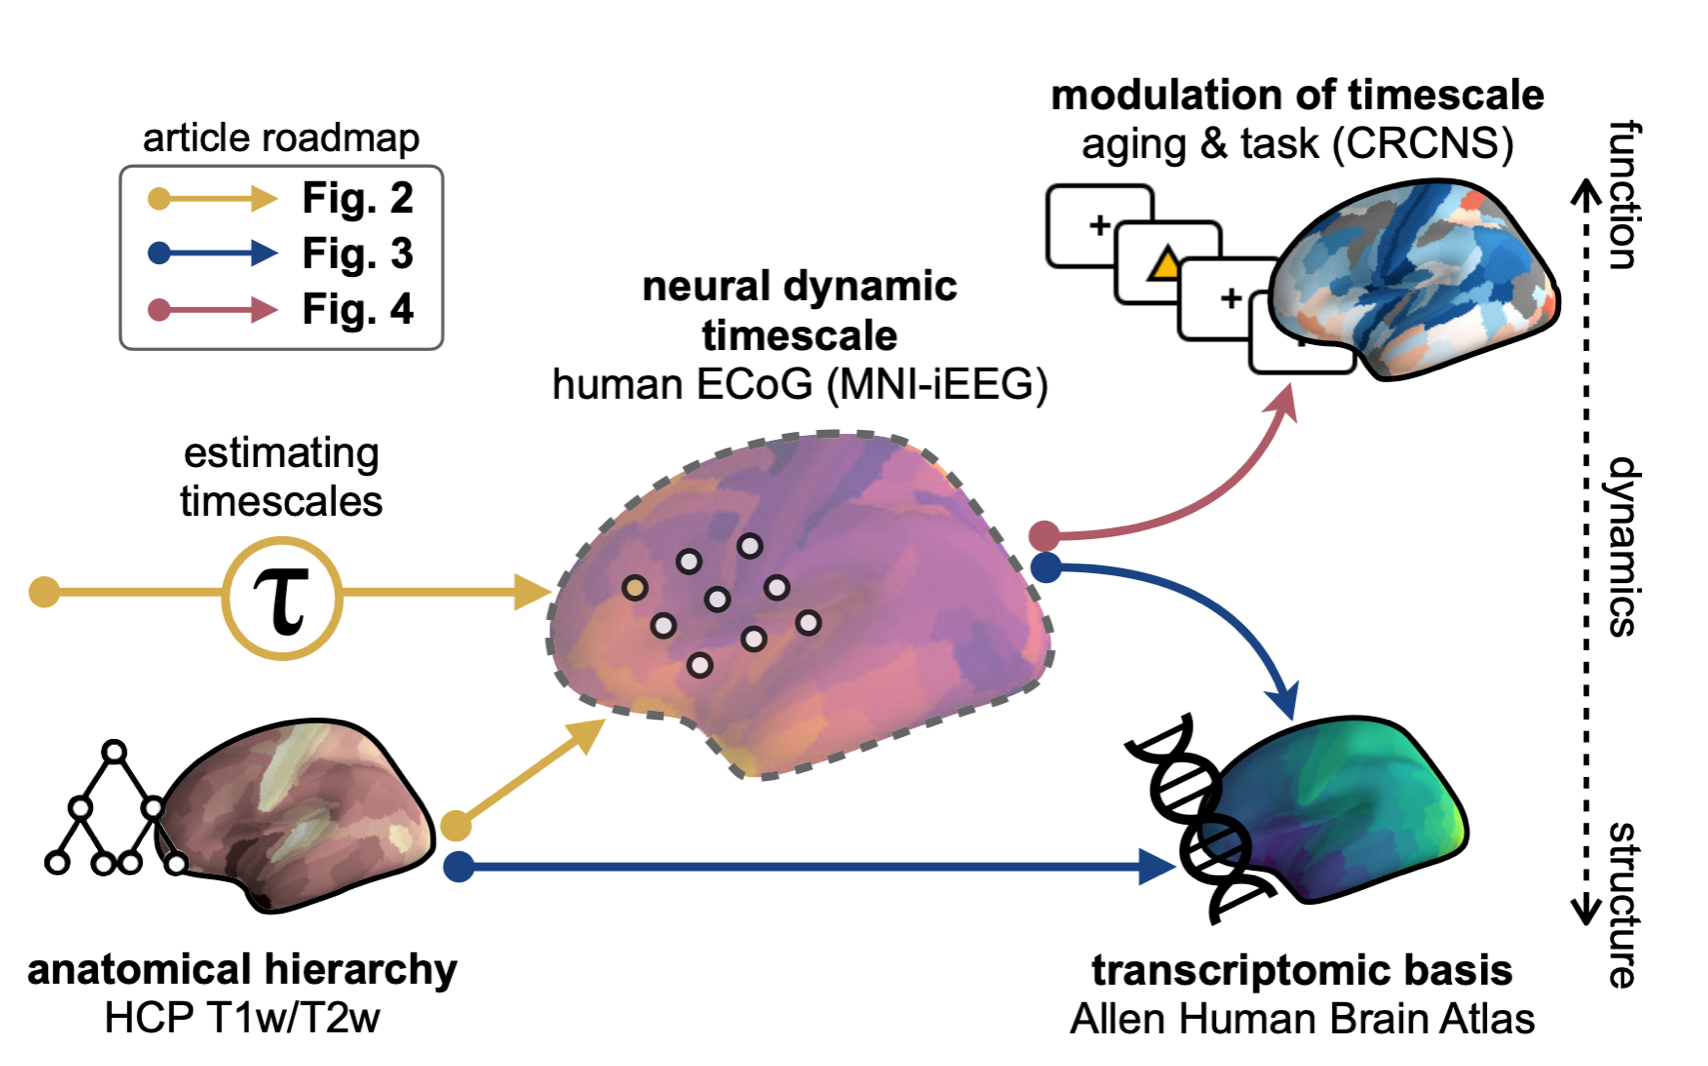 article roadmap
Fig. 2
Fig. 3
Fig. 4
estimating
timescales
τ
anatomical hierarchy
HCP T1w/T2w
neural dynamic
timescale
human ECoG (MNI-iEEG)
modulation of timescale
aging & task (CRCNS)
transcriptomic basis
Allen Human Brain Atlas
function
dynamics
structure